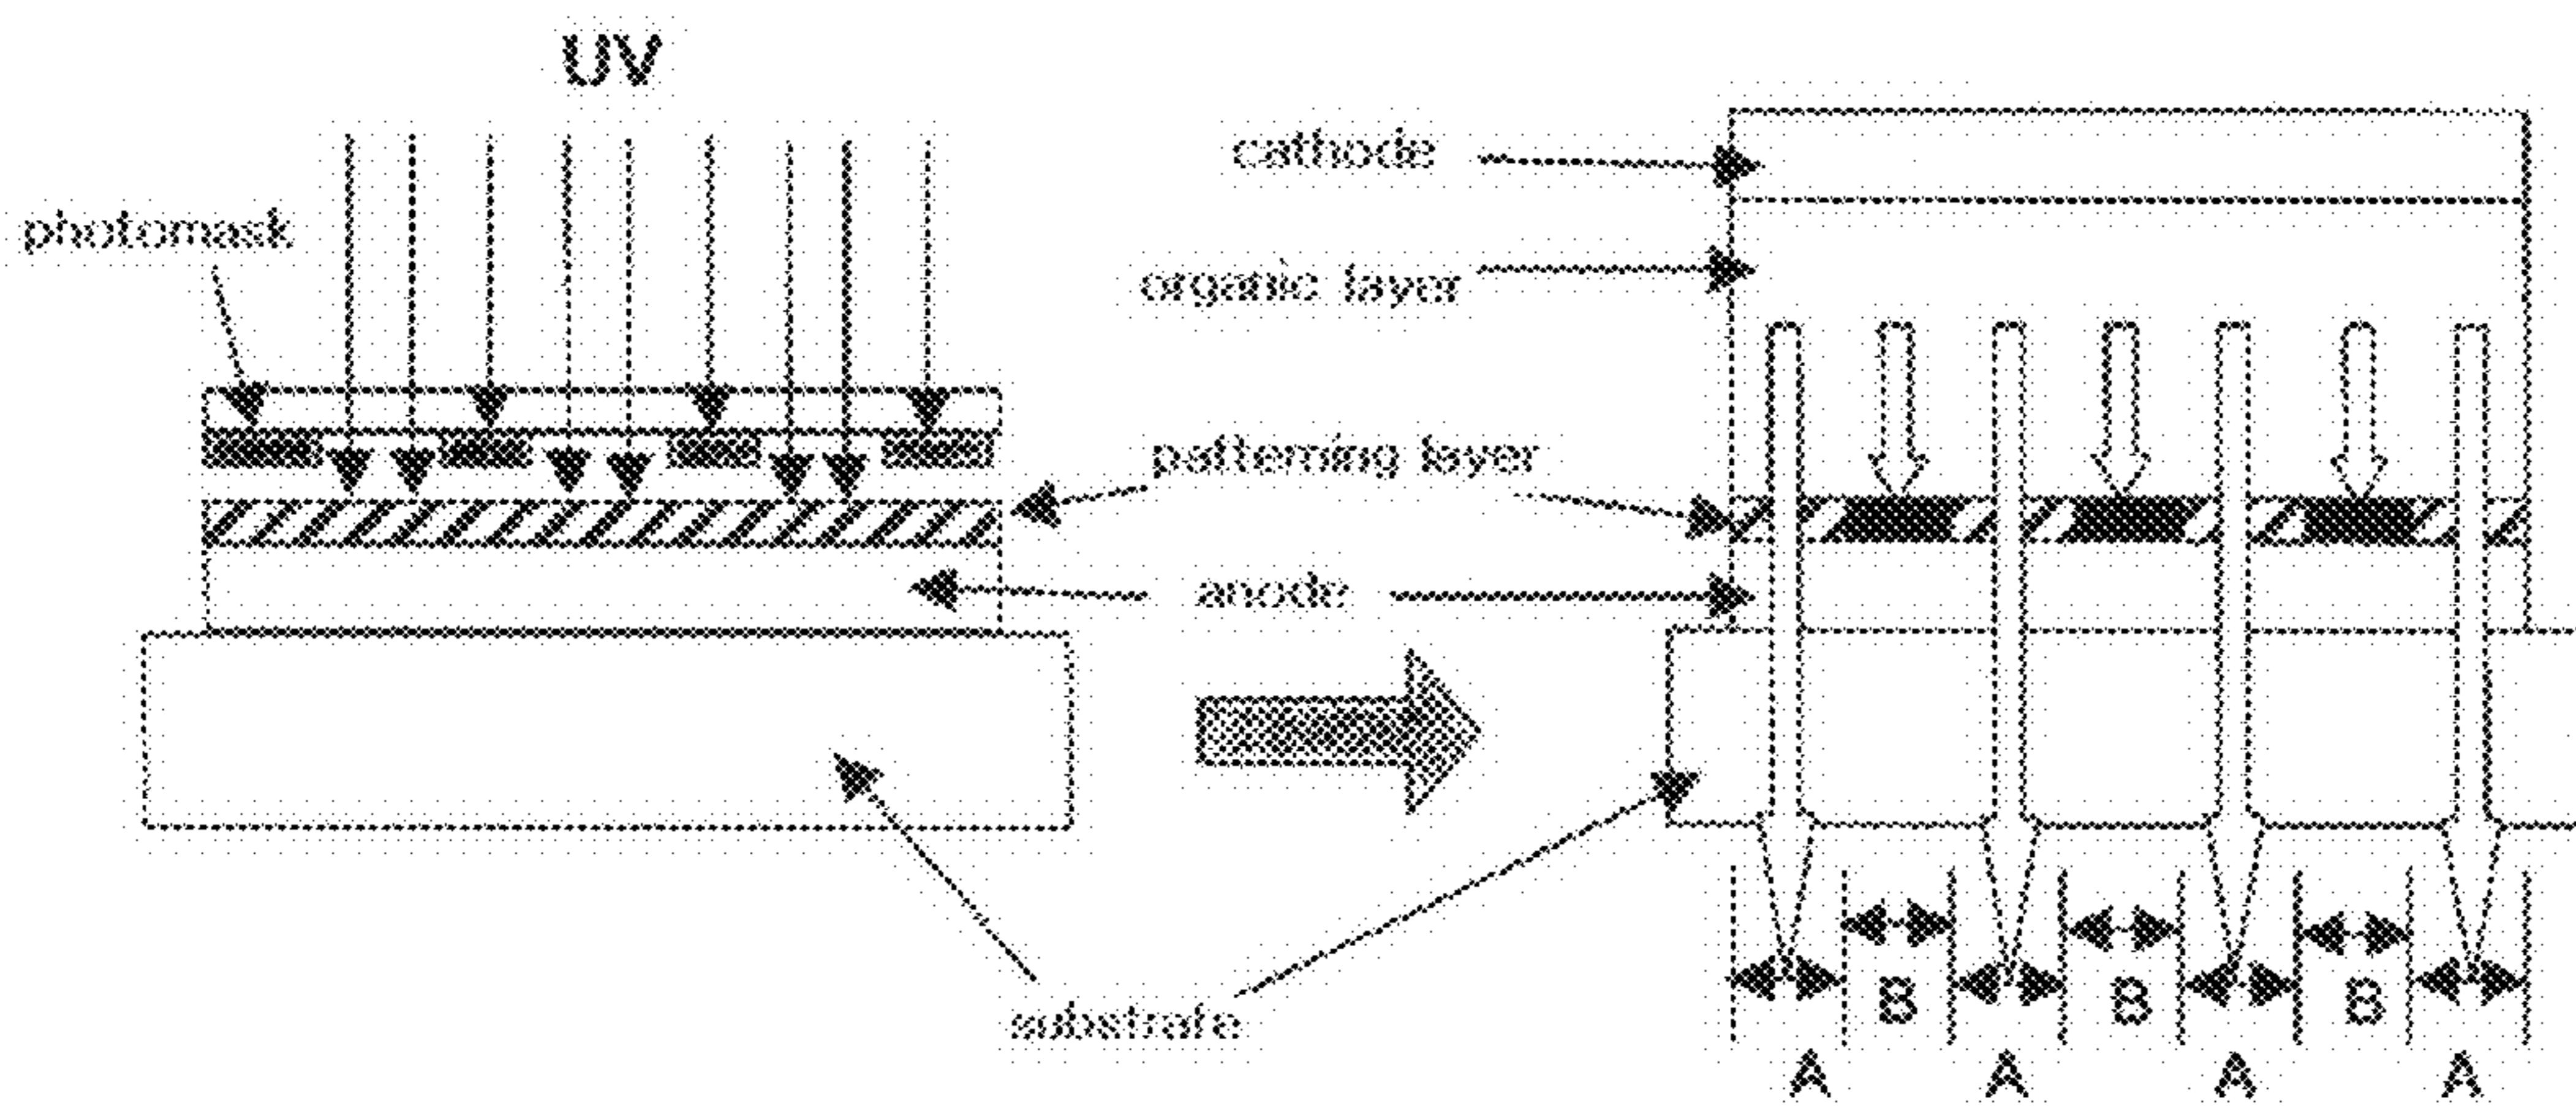 UV
photomask
cathode
organic layer
patterning layer
anode
substrate
B B B
A A A A